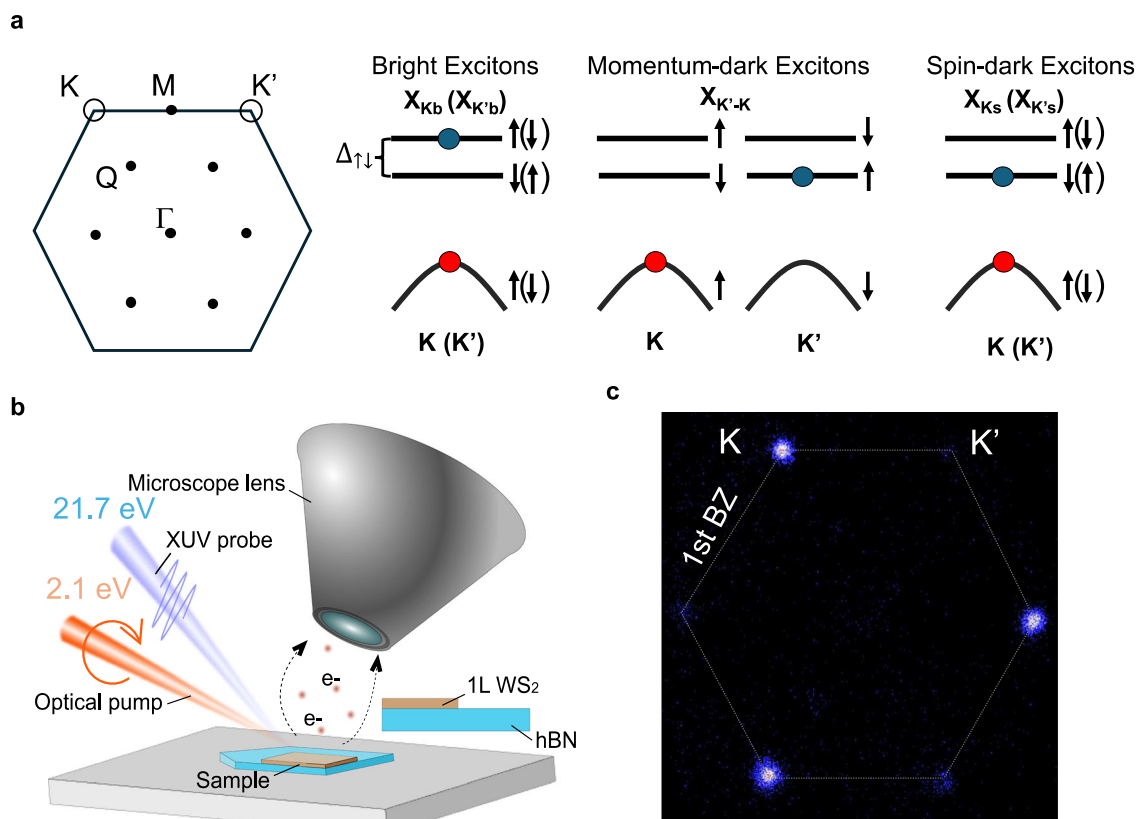 a
K M K’
Q
Γ
Bright Excitons
X_Kb (X_K’b)
Δ↑↓
↑(↓)
↓(↑)
↑(↓)
K (K’)
Momentum-dark Excitons
X_K’-K
↑ ↓
↓ ↑
↑ ↓
K K’
Spin-dark Excitons
X_Ks (X_K’s)
↑(↓)
↓(↑)
↑(↓)
K (K’)
b
Microscope lens
21.7 eV
XUV probe
2.1 eV
Optical pump
e-
e-
1L WS₂
hBN
Sample
c
K K’
1st BZ